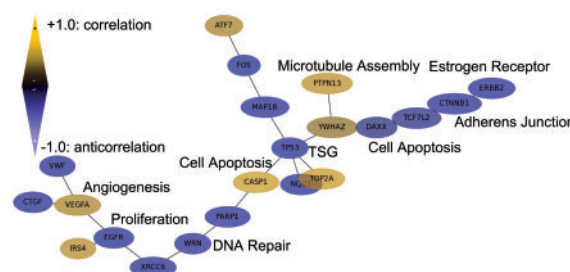 +1.0: correlation
ATF7
FOS
Microtubule Assembly
Estrogen Receptor
PTPN13
ERBB2
MAP1B
CTNNB1
TCF7L2
YWHAZ
DAXX
Adherens Junction
-1.0: anticorrelation
TP53
TSG
Cell Apoptosis
VWF
Cell Apoptosis
CASP1
TOP2A
Angiogenesis
CTGF
VEGFA
Proliferation
PARP1
EGFR
IRS4
WRN
DNA Repair
XRCC6